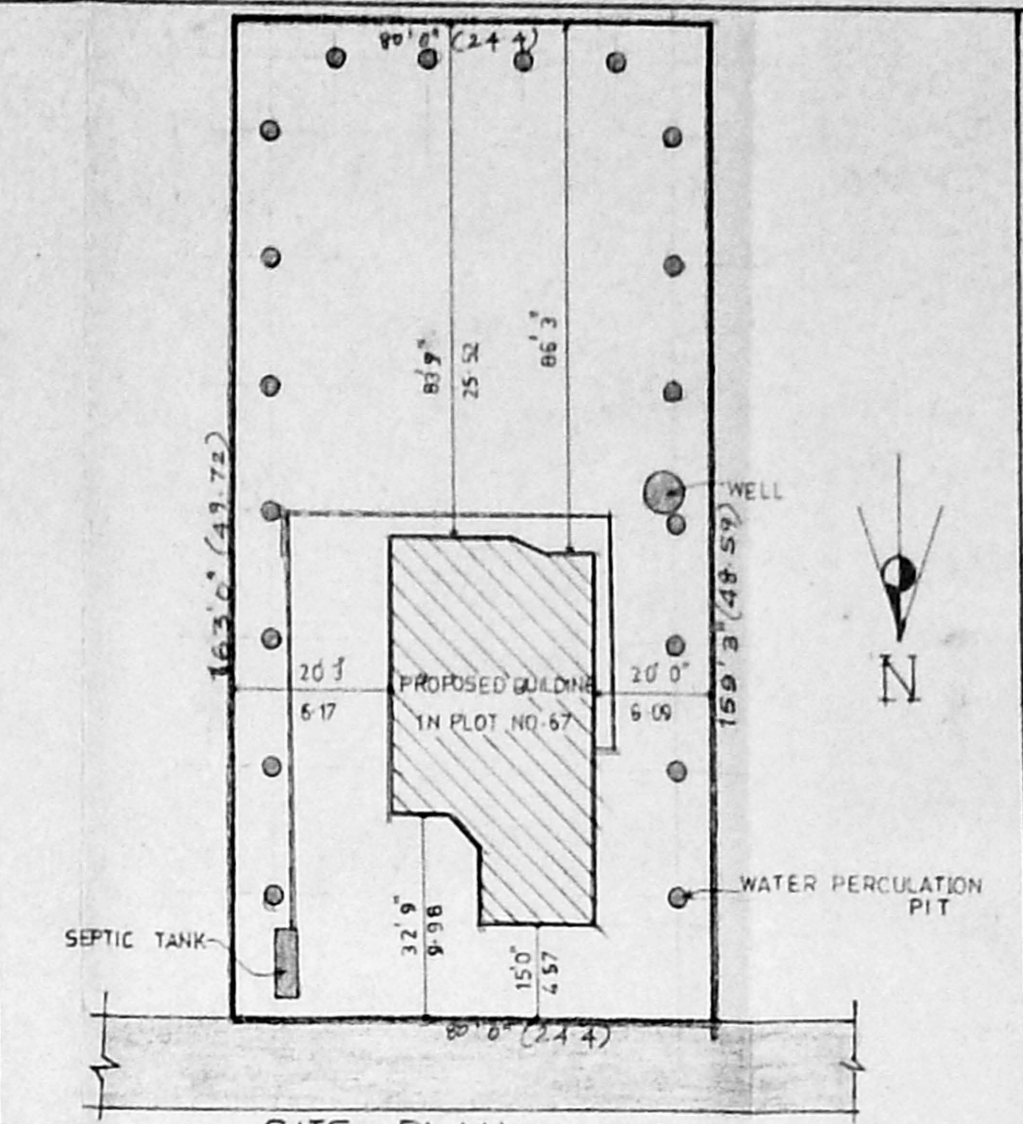 80'0" (24 4)
83'9"
25·52
86'3"
163'0" (49.72)
WELL
159'3" (48·59)
N
20'3
6·17
PROPOSED BUILDING
IN PLOT NO·67
20'0"
6·09
WATER PERCULATION
PIT
SEPTIC TANK
32'9"
9·98
15'0"
4 57
80'0" (24 4)
SITE PLAN